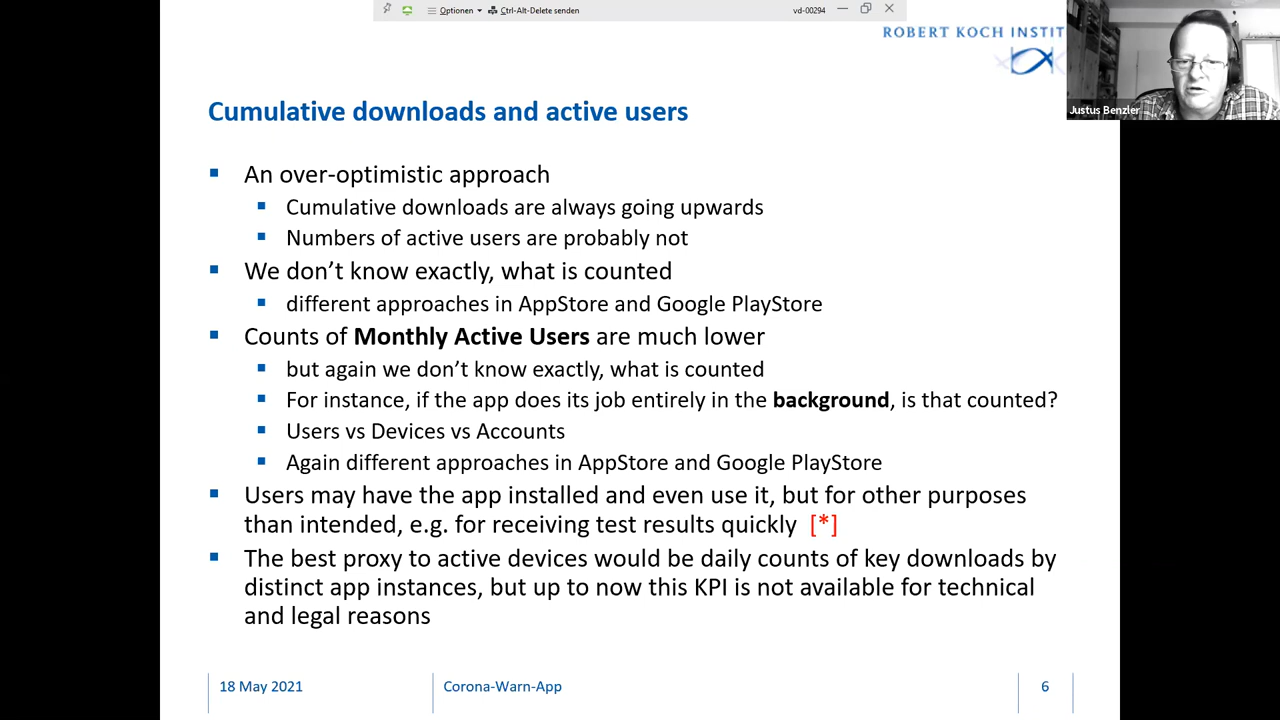 Optionen Ctrl-Alt-Delete senden vd-00294
ROBERT KOCH INSTIT
Justus Benzler
Cumulative downloads and active users
An over-optimistic approach
Cumulative downloads are always going upwards
Numbers of active users are probably not
We don’t know exactly, what is counted
different approaches in AppStore and Google PlayStore
Counts of Monthly Active Users are much lower
but again we don’t know exactly, what is counted
For instance, if the app does its job entirely in the background, is that counted?
Users vs Devices vs Accounts
Again different approaches in AppStore and Google PlayStore
Users may have the app installed and even use it, but for other purposes
than intended, e.g. for receiving test results quickly [*]
The best proxy to active devices would be daily counts of key downloads by
distinct app instances, but up to now this KPI is not available for technical
and legal reasons
18 May 2021 Corona-Warn-App 6